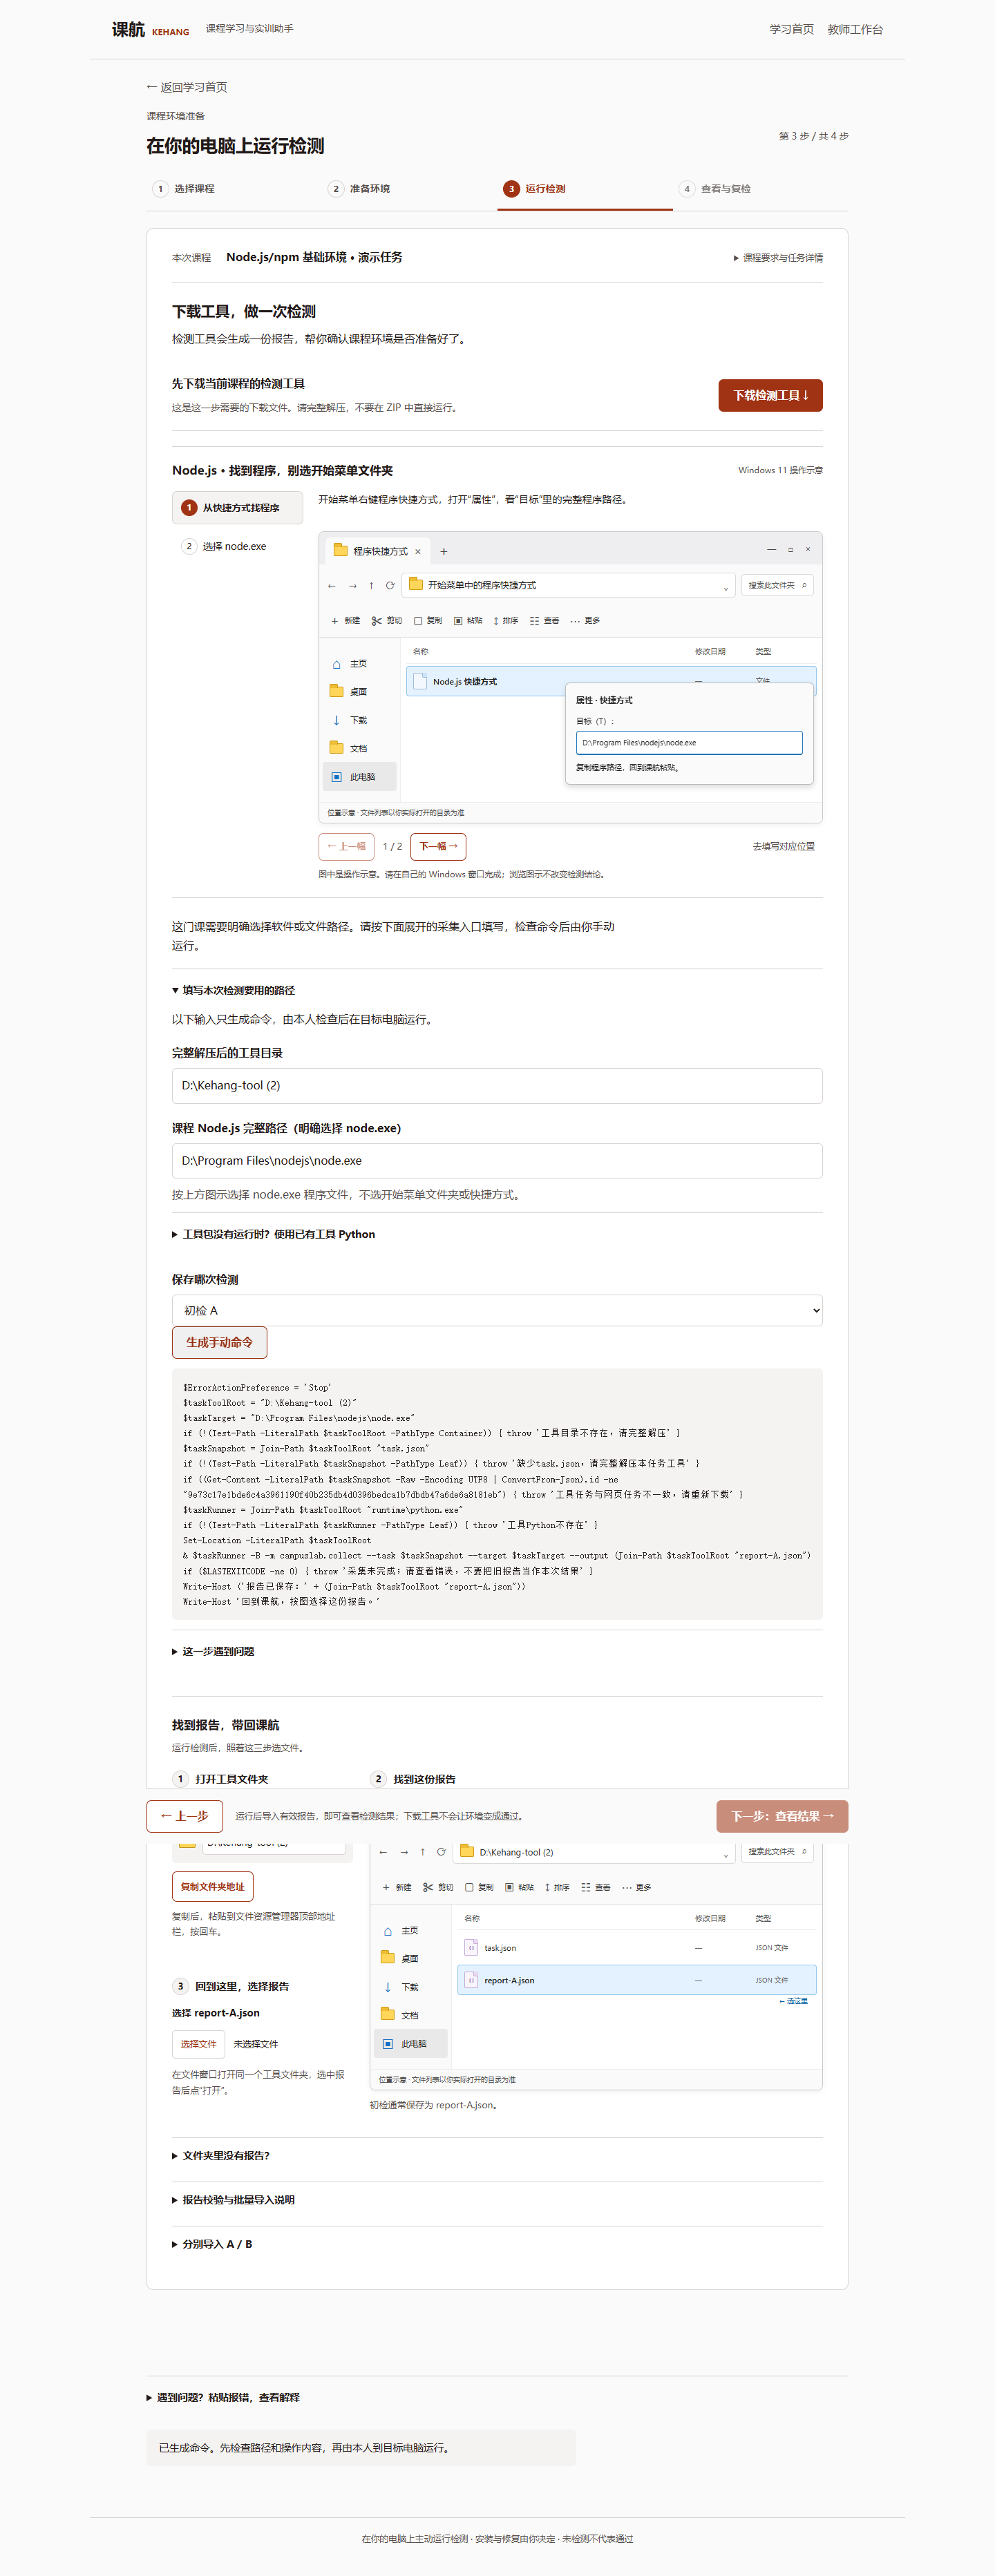 课航 KEHANG 课程学习与实训助手 学习首页 教师工作台
← 返回学习首页
课程环境准备
在你的电脑上运行检测
第 3 步 / 共 4 步
1 选择课程 2 准备环境 3 运行检测 4 查看与复检
本次课程 Node.js/npm 基础环境 • 演示任务 ▶ 课程要求与任务详情
下载工具，做一次检测
检测工具会生成一份报告，帮你确认课程环境是否准备好了。
先下载当前课程的检测工具
这是这一步需要的下载文件。请完整解压，不要在 ZIP 中直接运行。
下载检测工具 ↓
Node.js • 找到程序，别选开始菜单文件夹 Windows 11 操作示意
1 从快捷方式找程序
2 选择 node.exe
开始菜单右键程序快捷方式，打开“属性”，看“目标”里的完整程序路径。
程序快捷方式 × +
← → ↑ 开始菜单中的程序快捷方式 搜索此文件夹
+ 新建 剪切 复制 粘贴 排序 查看 ··· 更多
主页
桌面
下载
文档
此电脑
名称 修改日期 类型
Node.js 快捷方式 — 文件
属性 · 快捷方式
目标（T）：
D:\Program Files\nodejs\node.exe
复制程序路径，回到课航粘贴。
位置示意 · 文件列表以你实际打开的目录为准
← 上一幅 1 / 2 下一幅 → 去填写对应位置
图中是操作示意。请在自己的 Windows 窗口完成；浏览图示不改变检测结论。
这门课需要明确选择软件或文件路径。请按下面展开的采集入口填写，检查命令后由你手动
运行。
▼ 填写本次检测要用的路径
以下输入只生成命令，由本人检查后在目标电脑运行。
完整解压后的工具目录
D:\Kehang-tool (2)
课程 Node.js 完整路径（明确选择 node.exe）
D:\Program Files\nodejs\node.exe
按上方图示选择 node.exe 程序文件，不选开始菜单文件夹或快捷方式。
▶ 工具包没有运行时？使用已有工具 Python
保存哪次检测
初检 A
生成手动命令
$ErrorActionPreference = 'Stop'
$taskToolRoot = "D:\Kehang-tool (2)"
$taskTarget = "D:\Program Files\nodejs\node.exe"
if (!(Test-Path -LiteralPath $taskToolRoot -PathType Container)) { throw '工具目录不存在，请完整解压' }
$taskSnapshot = Join-Path $taskToolRoot "task.json"
if (!(Test-Path -LiteralPath $taskSnapshot -PathType Leaf)) { throw '缺少task.json，请完整解压本任务工具' }
if ((Get-Content -LiteralPath $taskSnapshot -Raw -Encoding UTF8 | ConvertFrom-Json).id -ne
"9e73c17e1bde6c4a3961190f40b235db4d0396bedca1b7dbdb47a6de6a8181eb") { throw '工具任务与网页任务不一致，请重新下载' }
$taskRunner = Join-Path $taskToolRoot "runtime\python.exe"
if (!(Test-Path -LiteralPath $taskRunner -PathType Leaf)) { throw '工具Python不存在' }
Set-Location -LiteralPath $taskToolRoot
& $taskRunner -B -m campuslab.collect --task $taskSnapshot --target $taskTarget --output (Join-Path $taskToolRoot "report-A.json")
if ($LASTEXITCODE -ne 0) { throw '采集未完成；请查看错误，不要把旧报告当作本次结果' }
Write-Host ('报告已保存：' + (Join-Path $taskToolRoot "report-A.json"))
Write-Host '回到课航，按图选择这份报告。'
▶ 这一步遇到问题
找到报告，带回课航
运行检测后，照着这三步选文件。
1 打开工具文件夹 2 找到这份报告
← 上一步 运行后导入有效报告，即可查看检测结果；下载工具不会让环境变成通过。 下一步：查看结果 →
D:\Kehang-tool (2)
复制文件夹地址
复制后，粘贴到文件资源管理器顶部地址
栏，按回车。
3 回到这里，选择报告
选择 report-A.json
选择文件 未选择文件
在文件窗口打开同一个工具文件夹，选中报
告后点“打开”。
← → ↑ D:\Kehang-tool (2) 搜索此文件夹
+ 新建 剪切 复制 粘贴 排序 查看 ··· 更多
主页
桌面
下载
文档
此电脑
名称 修改日期 类型
task.json — JSON 文件
report-A.json — JSON 文件
← 选这里
位置示意 · 文件列表以你实际打开的目录为准
初检通常保存为 report-A.json。
▶ 文件夹里没有报告？
▶ 报告校验与批量导入说明
▶ 分别导入 A / B
▶ 遇到问题？粘贴报错，查看解释
已生成命令。先检查路径和操作内容，再由本人到目标电脑运行。
在你的电脑上主动运行检测 · 安装与修复由你决定 · 未检测不代表通过